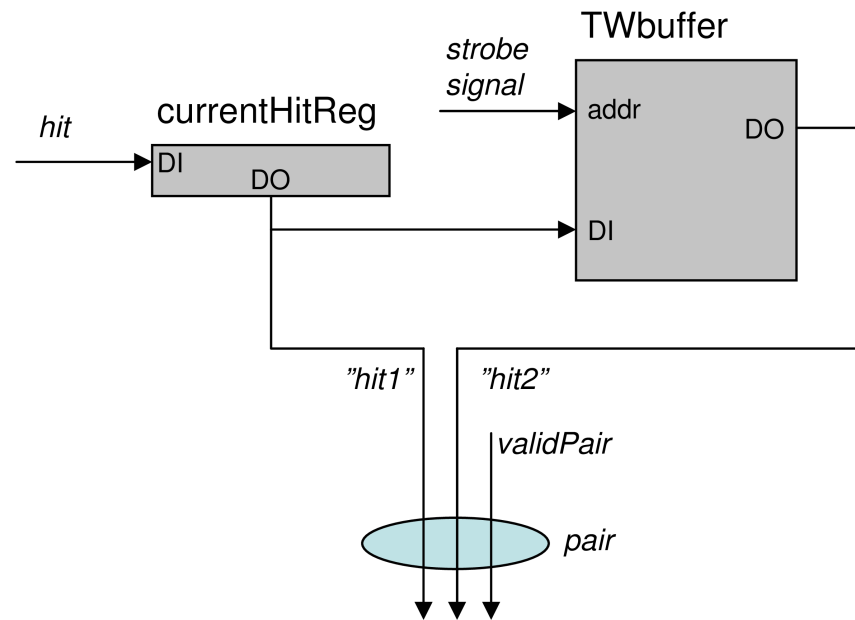 TWbuffer
strobe
signal
currentHitReg
hit
addr
DO
DI
DO
DI
”hit1”
”hit2”
validPair
pair